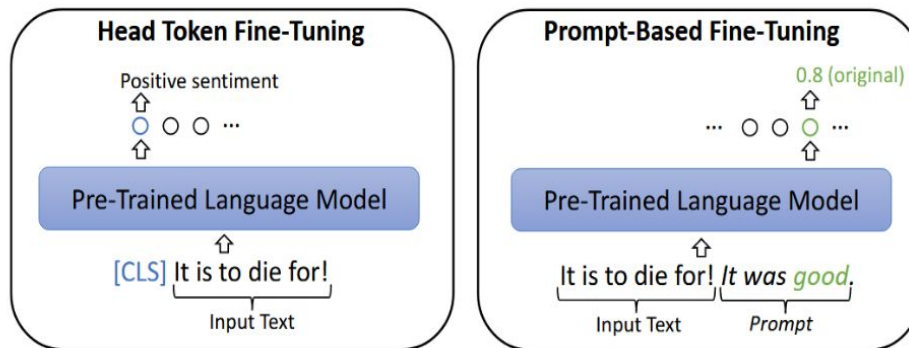 Head Token Fine-Tuning
Positive sentiment
...
Pre-Trained Language Model
[CLS] It is to die for!
Input Text
Prompt-Based Fine-Tuning
0.8 (original)
... ...
Pre-Trained Language Model
It is to die for! It was good.
Input Text Prompt